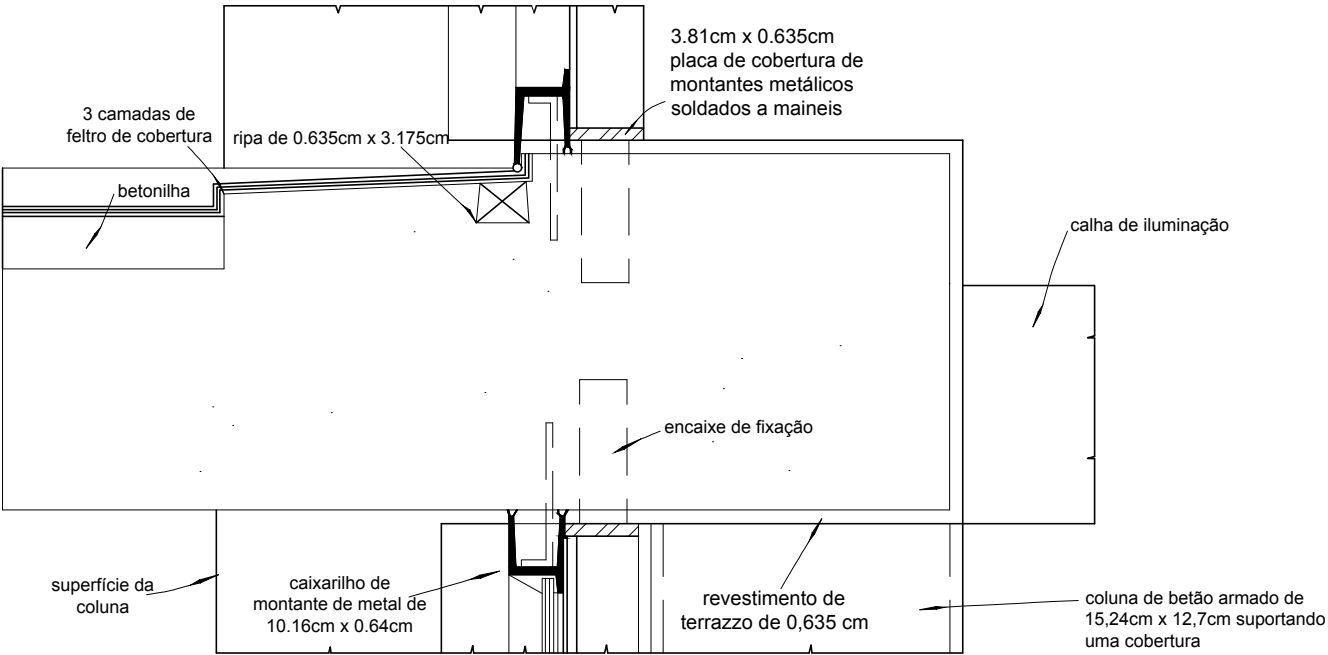 3.81cm x 0.635cm
placa de cobertura de
montantes metálicos
soldados a maineis
3 camadas de
feltro de cobertura
ripa de 0.635cm x 3.175cm
betonilha
calha de iluminação
encaixe de fixação
superfície da
coluna
caixarilho de
montante de metal de
10.16cm x 0.64cm
revestimento de
terrazzo de 0,635 cm
coluna de betão armado de
15,24cm x 12,7cm suportando
uma cobertura